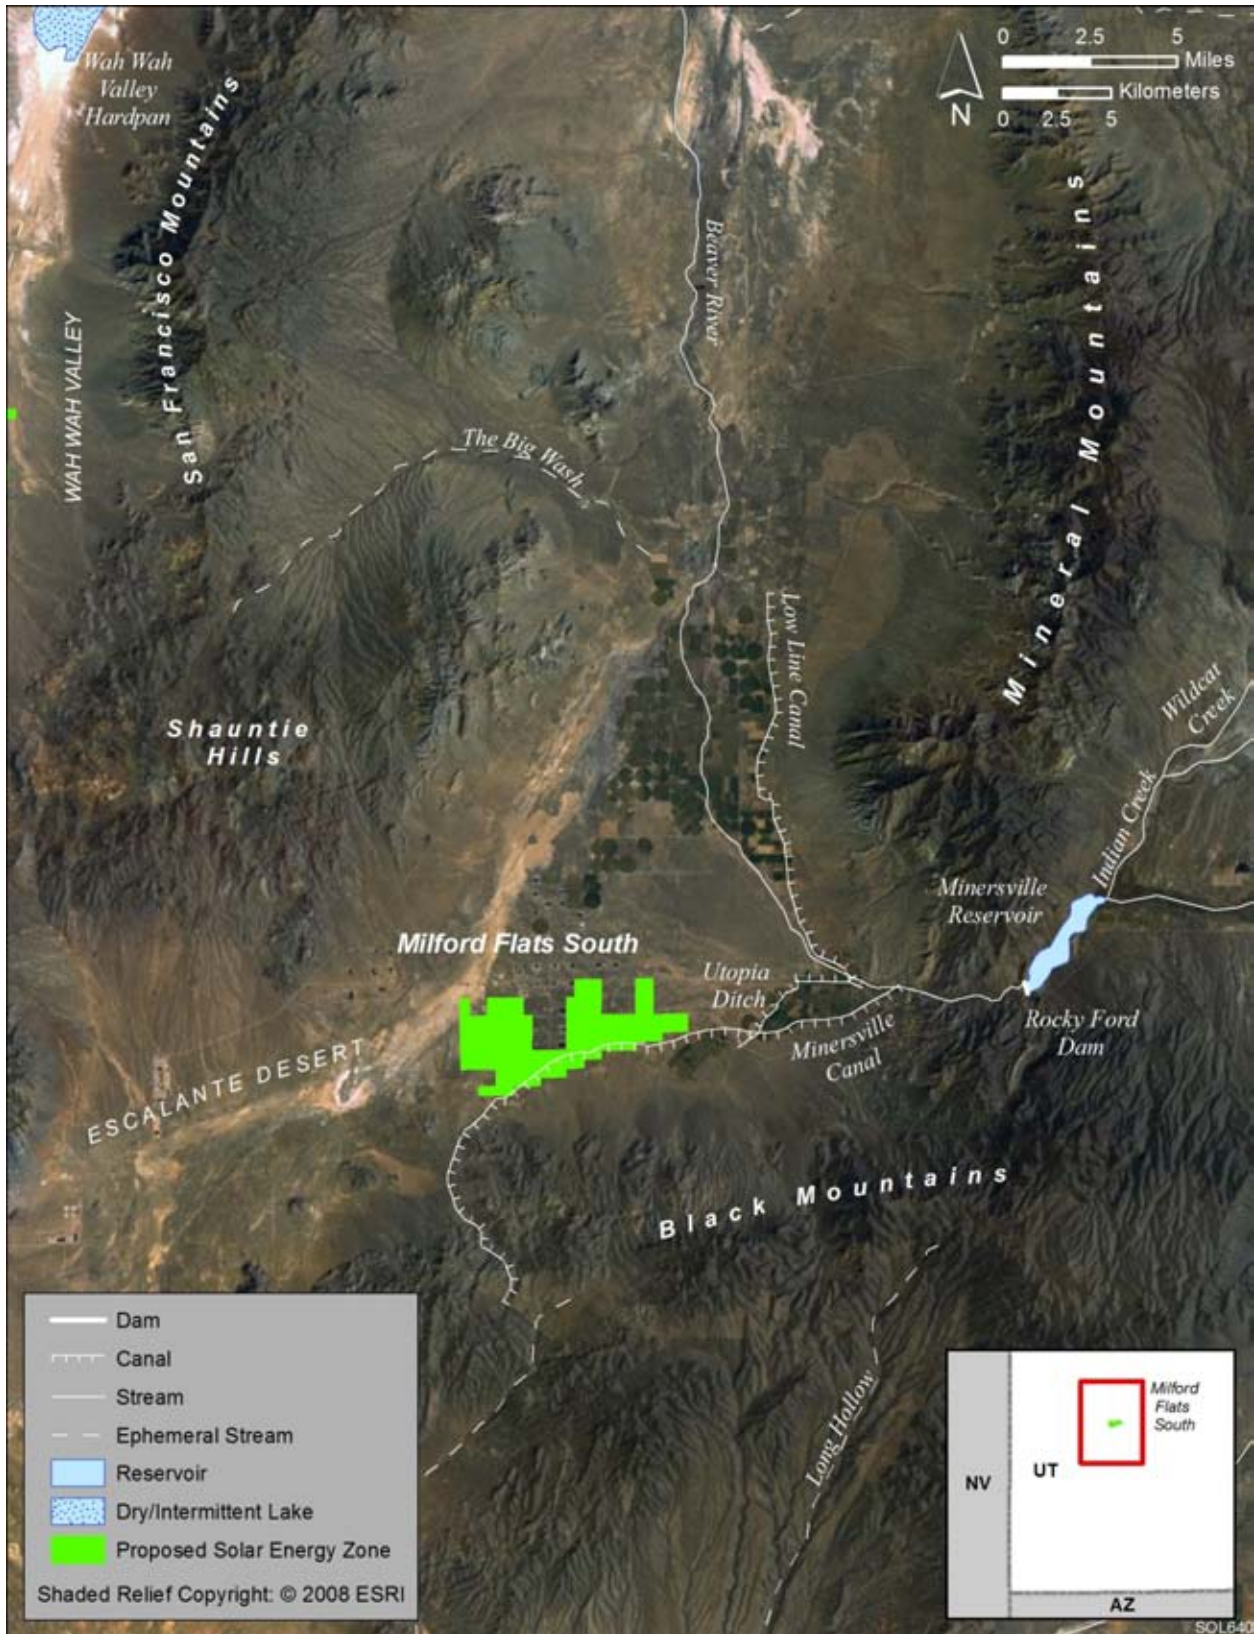 Wah Wah
Valley
Hardpan
San Francisco Mountains
WAH WAH VALLEY
0 2.5 5
Miles
Kilometers
0 2.5 5
N
Beaver River
Mineral Mountains
The Big Wash
Low Line Canal
Shauntie
Hills
Wildcat
Creek
Indian Creek
Minersville
Reservoir
Milford Flats South
Utopia
Ditch
Minersville
Canal
Rocky Ford
Dam
ESCALANTE DESERT
Black Mountains
Long Hollow
Dam
Canal
Stream
Ephemeral Stream
Reservoir
Dry/Intermittent Lake
Proposed Solar Energy Zone
Shaded Relief Copyright: © 2008 ESRI
Milford
Flats
South
NV
UT
AZ
SOL640